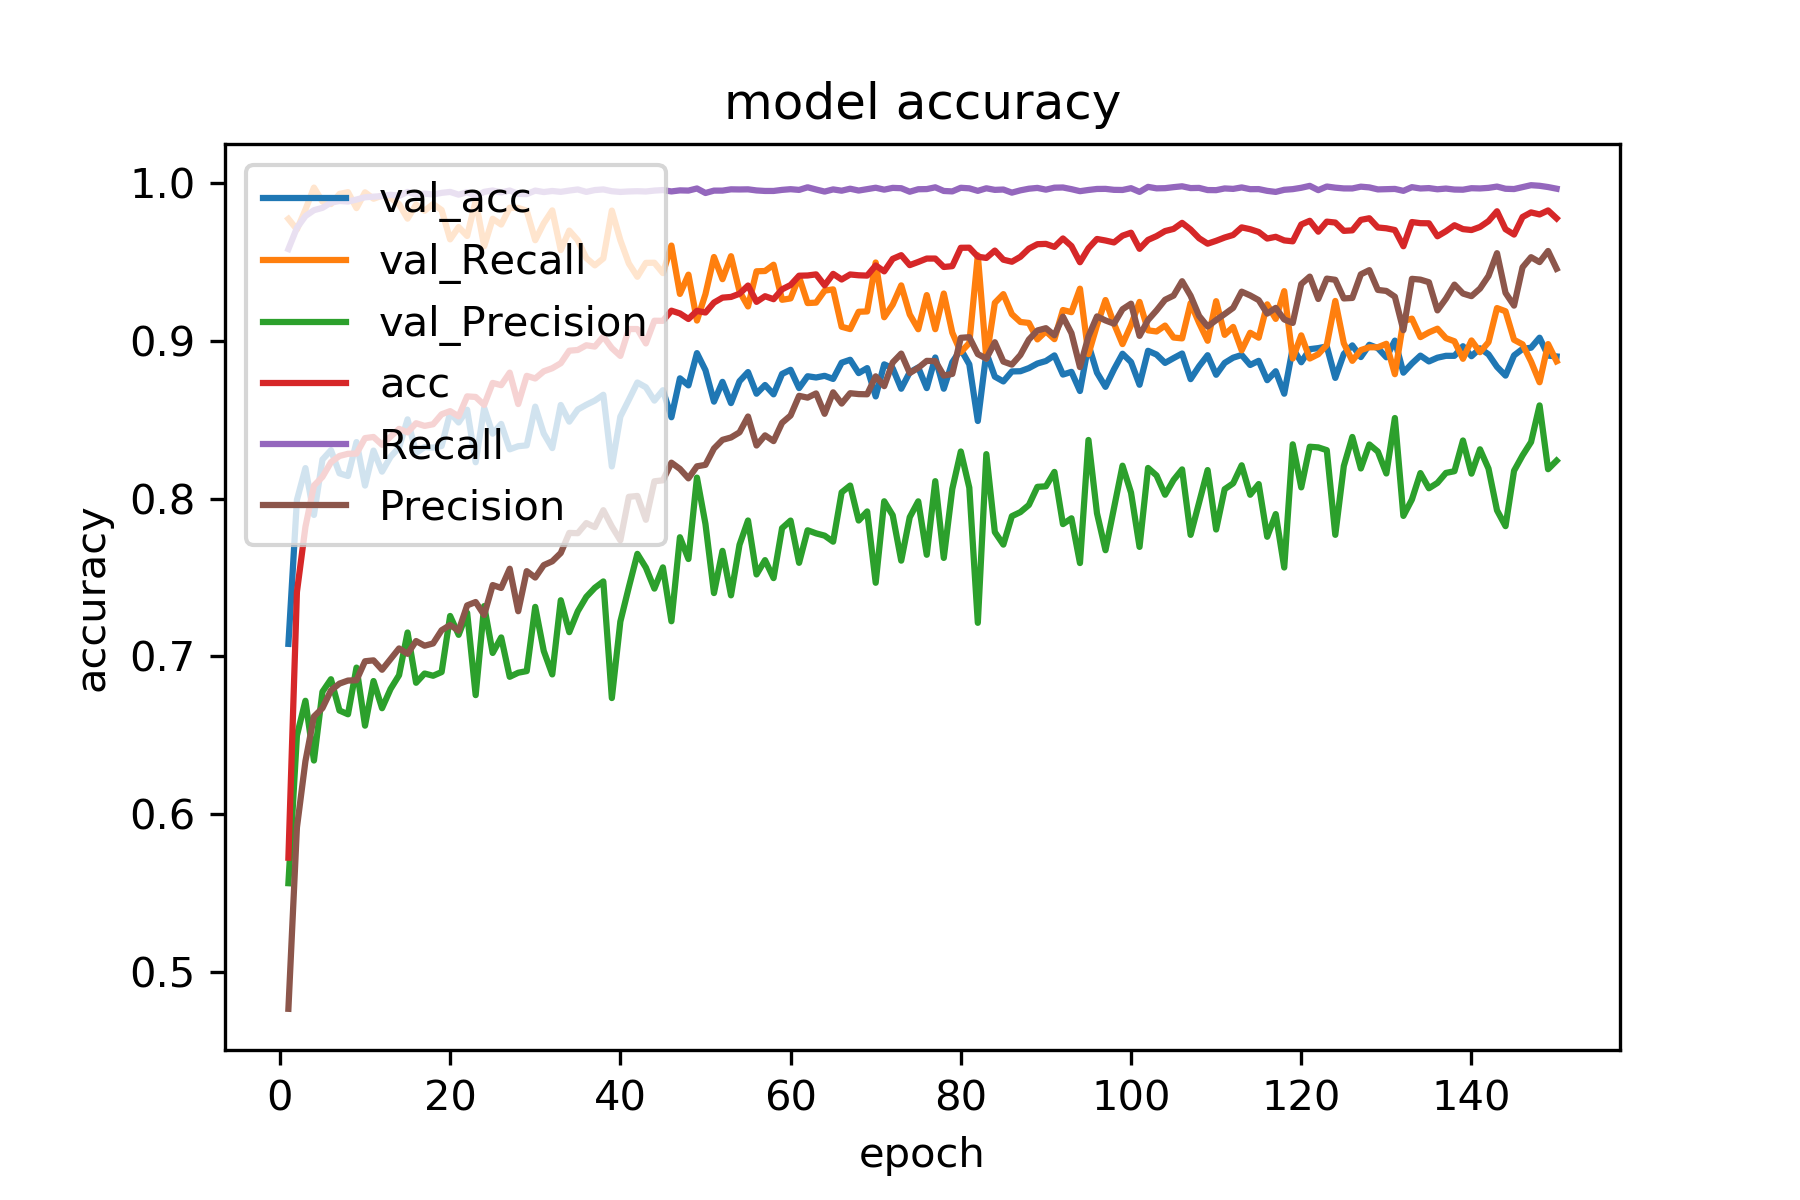 model accuracy
1.0
0.9
0.8
0.7
0.6
0.5
accuracy
val_acc
val_Recall
val_Precision
acc
Recall
Precision
0 20 40 60 80 100 120 140
epoch